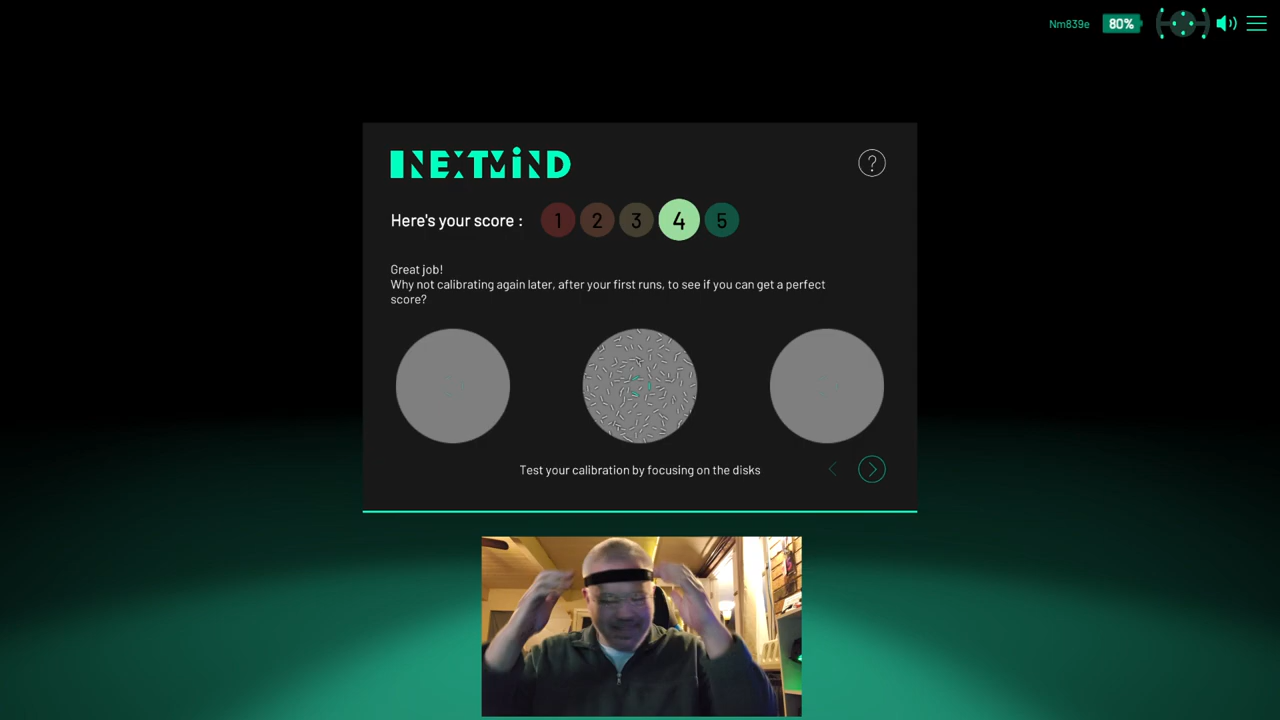 Nm839e
80%
NEXTMIND
Here's your score :
1
2
3
4
5
Great job!
Why not calibrating again later, after your first runs, to see if you can get a perfect
score?
Test your calibration by focusing on the disks